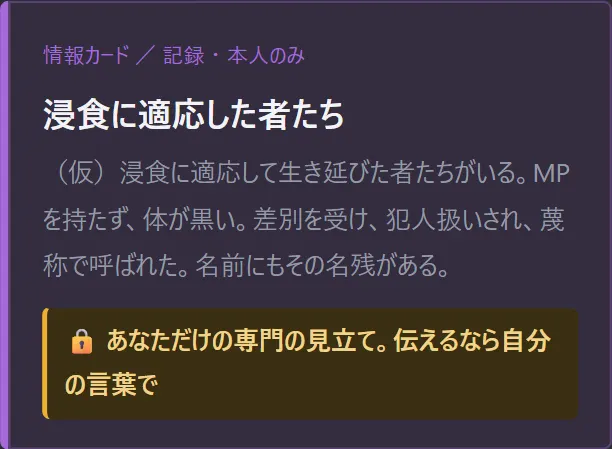 情報カード ／ 記録 · 本人のみ
浸食に適応した者たち
（仮）浸食に適応して生き延びた者たちがいる。MP
を持たず、体が黒い。差別を受け、犯人扱いされ、蔑
称で呼ばれた。名前にもその名残がある。
🔒 あなただけの専門の見立て。伝えるなら自分
の言葉で